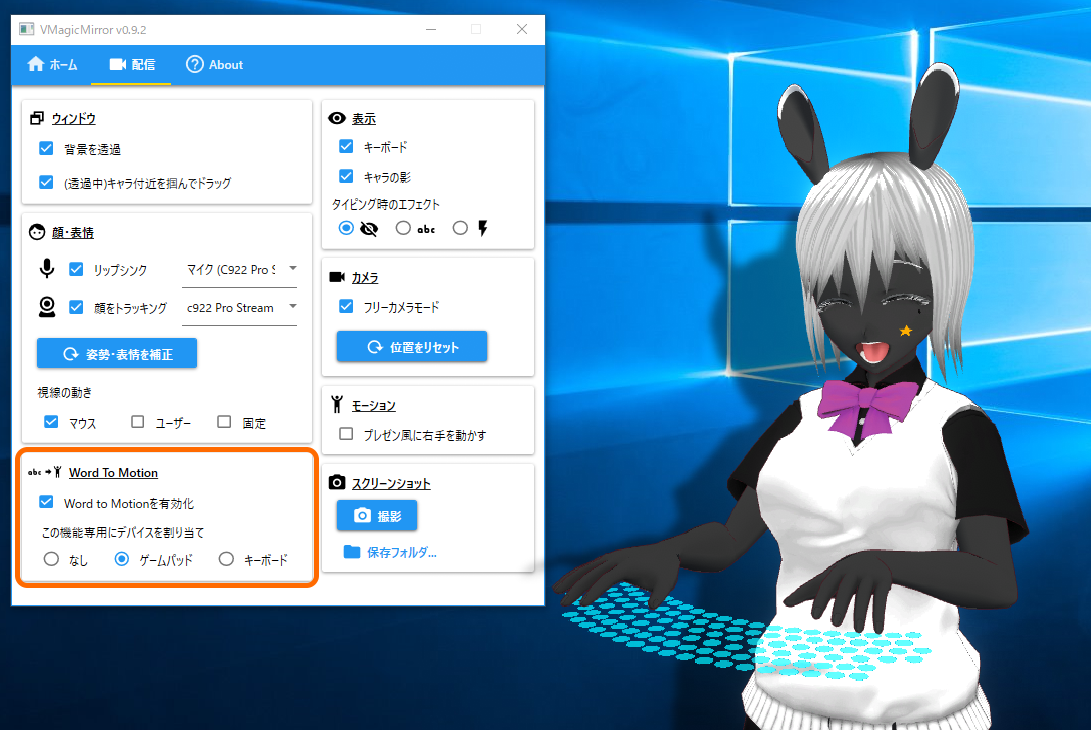 VMagicMirror v0.9.2
ホーム 配信 About
ウィンドウ
背景を透過
(透過中)キャラ付近を掴んでドラッグ
顔・表情
リップシンク マイク (C922 Pro S
顔をトラッキング c922 Pro Stream
姿勢・表情を補正
視線の動き
マウス ユーザー 固定
abc Word To Motion
Word to Motionを有効化
この機能専用にデバイスを割り当て
なし ゲームパッド キーボード
表示
キーボード
キャラの影
タイピング時のエフェクト
abc
カメラ
フリーカメラモード
位置をリセット
モーション
プレゼン風に右手を動かす
スクリーンショット
撮影
保存フォルダ...